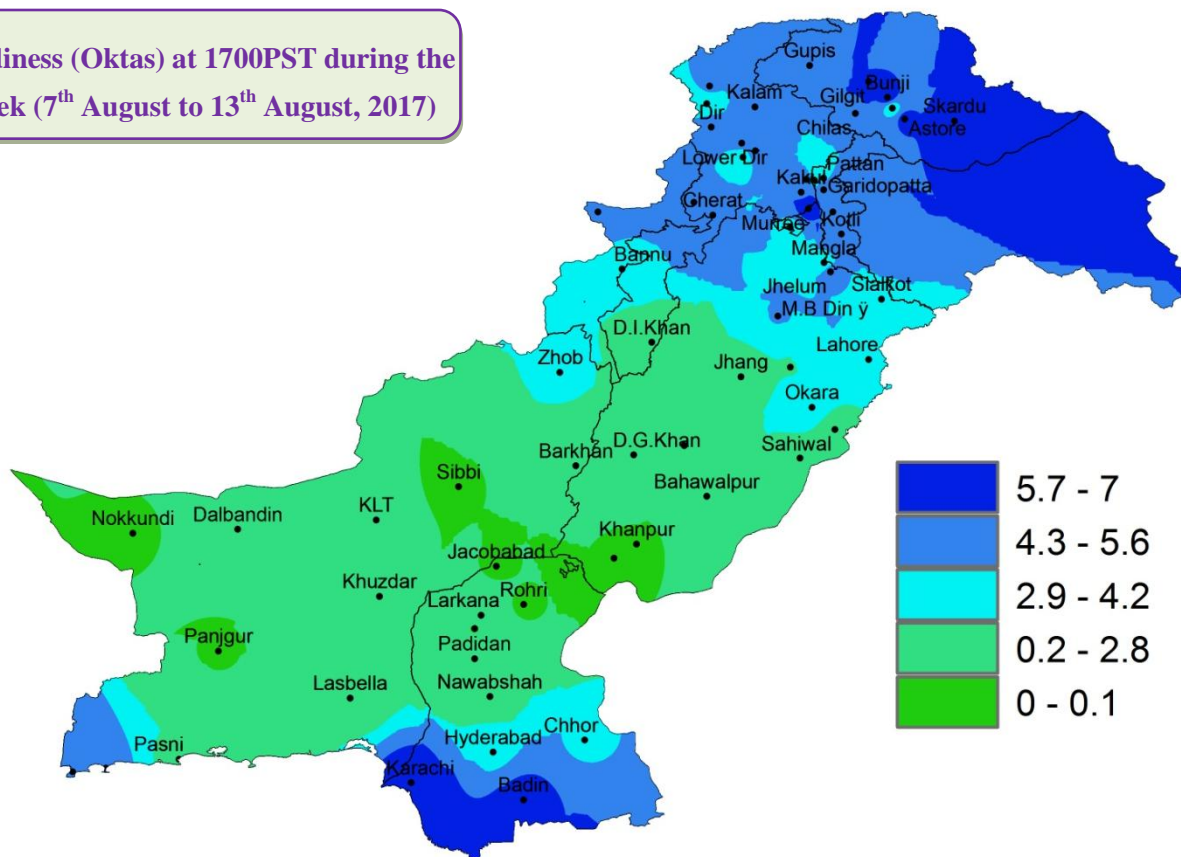 diness (Oktas) at 1700PST during the
ek (7th August to 13th August, 2017)
Gupis
Bunji
Kalam
Gilgit
Skardu
Dir
Chilas
Astore
Lower Dir
Pattan
Garidopatta
Cherat
Murree
Kotli
Mangla
Bannu
Jhelum
Sialkot
M.B Din ÿ
D.I.Khan
Lahore
Zhob
Jhang
Okara
D.G.Khan
Sahiwal
Barkhan
Sibbi
Bahawalpur
KLT
Nokkundi
Dalbandin
Khanpur
Jacobabad
Khuzdar
Rohri
Larkana
Panjgur
Padidan
Lasbella
Nawabshah
Chhor
Pasni
Hyderabad
Karachi
Badin
5.7 - 7
4.3 - 5.6
2.9 - 4.2
0.2 - 2.8
0 - 0.1